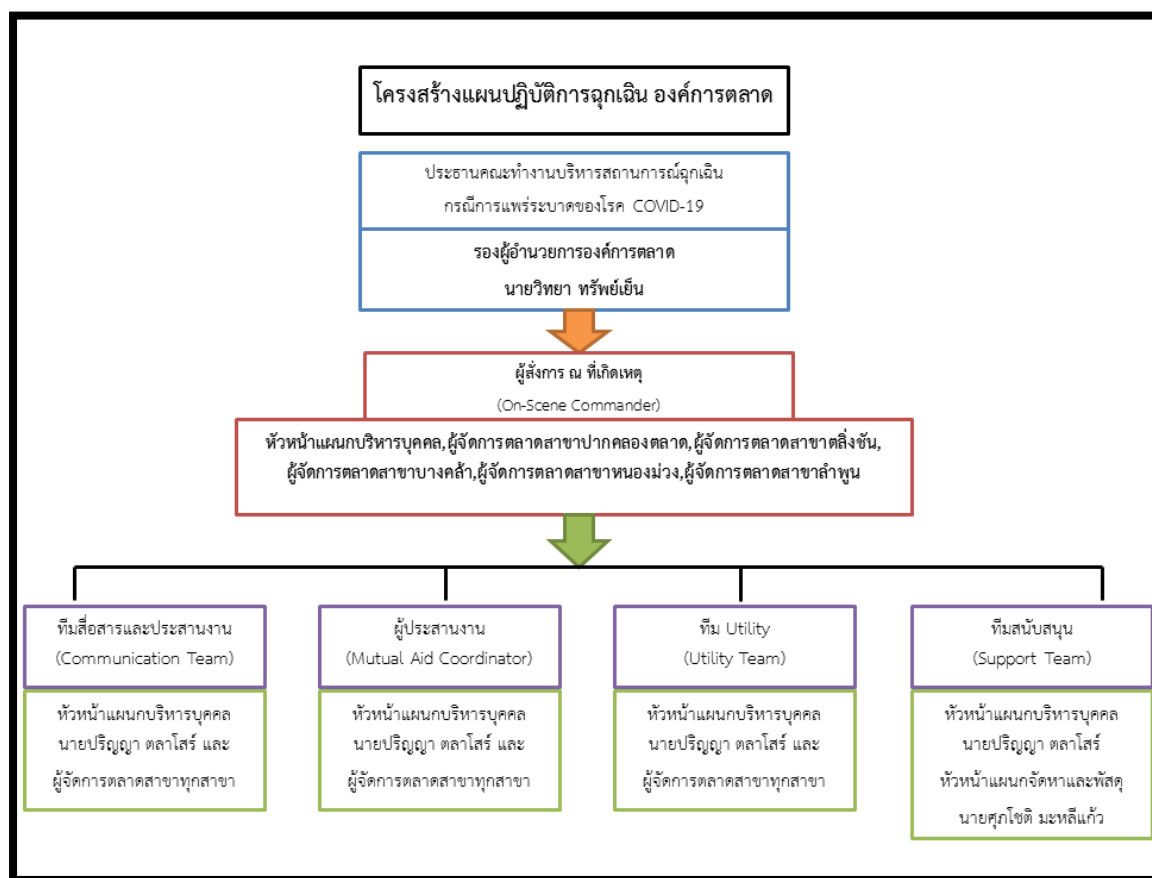 โครงสร้างแผนปฏิบัติการฉุกเฉิน องค์การตลาด
ประธานคณะทำงานบริหารสถานการณ์ฉุกเฉิน
กรณีการแพร่ระบาดของโรค COVID-19
รองผู้อำนวยการองค์การตลาด
นายวิทยา ทรัพย์เย็น
ผู้สั่งการ ณ ที่เกิดเหตุ
(On-Scene Commander)
หัวหน้าแผนกบริหารบุคคล,ผู้จัดการตลาดสาขาปากคลองตลาด,ผู้จัดการตลาดสาขาตลิ่งชัน,
ผู้จัดการตลาดสาขาบางคล้า,ผู้จัดการตลาดสาขาหนองม่วง,ผู้จัดการตลาดสาขาลำพูน
ทีมสื่อสารและประสานงาน
(Communication Team)
หัวหน้าแผนกบริหารบุคคล
นายปริญญา ตลาโสร์ และ
ผู้จัดการตลาดสาขาทุกสาขา
ผู้ประสานงาน
(Mutual Aid Coordinator)
หัวหน้าแผนกบริหารบุคคล
นายปริญญา ตลาโสร์ และ
ผู้จัดการตลาดสาขาทุกสาขา
ทีม Utility
(Utility Team)
หัวหน้าแผนกบริหารบุคคล
นายปริญญา ตลาโสร์ และ
ผู้จัดการตลาดสาขาทุกสาขา
ทีมสนับสนุน
(Support Team)
หัวหน้าแผนกบริหารบุคคล
นายปริญญา ตลาโสร์
หัวหน้าแผนกจัดหาและพัสดุ
นายศุภโชติ มะหลีแก้ว